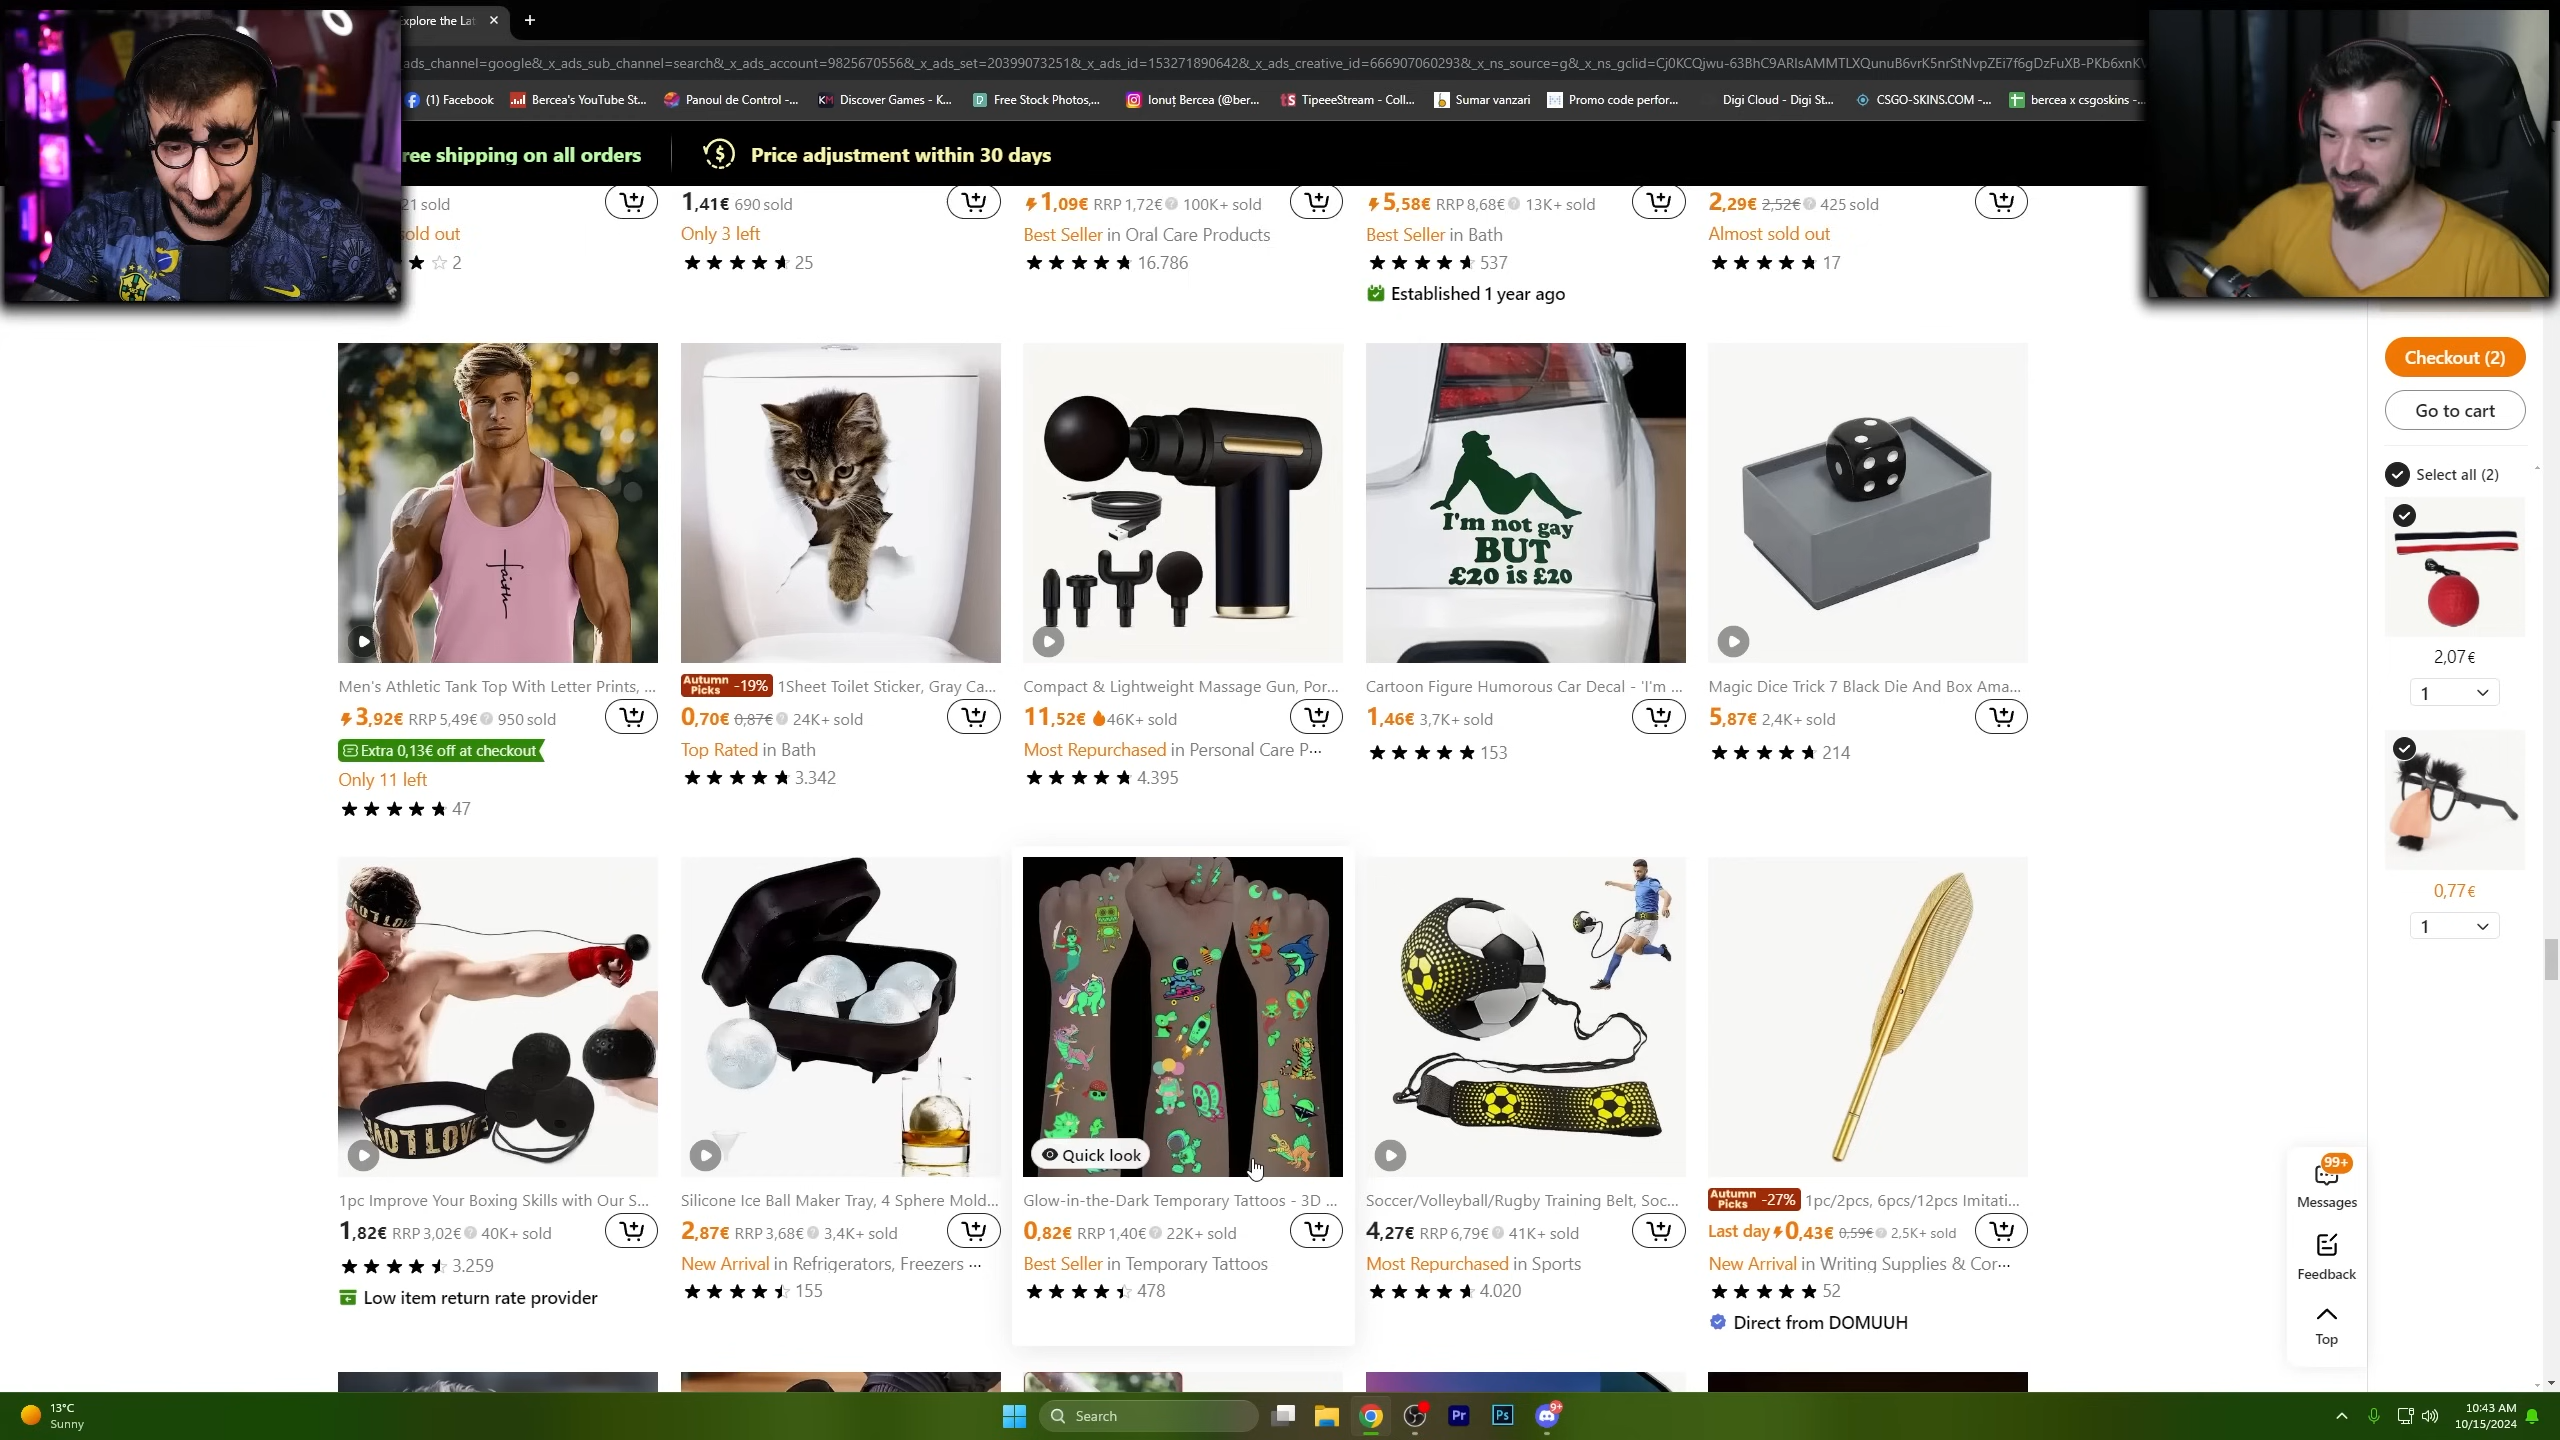 Explore the Lat
ads_channel=google&_x_ads_sub_channel=search&_x_ads_account=9825670556&_x_ads_set=20399073251&_x_ads_id=153271890642&_x_ads_creative_id=666907060293&_x_ns_source=g&_x_ns_gclid=
(1) Facebook
Bercea's YouTube St...
Panoul de Control -...
Discover Games - K...
Free Stock Photos,...
Ionuț Bercea (@ber...
TipeeeStream - Coll...
Sumar vanzari
Promo code perfor...
Digi Cloud - Digi St...
CSGO-SKINS.COM -...
bercea x csgoskins -...
ree shipping on all orders
Price adjustment within 30 days
21 sold
1,41€ 690 sold
1,09€ RRP 1,72€ 100K+ sold
5,58€ RRP 8,68€ 13K+ sold
2,29€ 2,52€ 425 sold
sold out
Only 3 left
Best Seller in Oral Care Products
Best Seller in Bath
Almost sold out
2
25
16.786
537
17
Established 1 year ago
faith
I'm not gay
BUT
£20 is £20
Men's Athletic Tank Top With Letter Prints, ...
Autumn Picks -19% 1Sheet Toilet Sticker, Gray Ca...
Compact & Lightweight Massage Gun, Por...
Cartoon Figure Humorous Car Decal - 'I'm ...
Magic Dice Trick 7 Black Die And Box Ama...
3,92€ RRP 5,49€ 950 sold
0,70€ 0,87€ 24K+ sold
11,52€ 46K+ sold
1,46€ 3,7K+ sold
5,87€ 2,4K+ sold
Extra 0,13€ off at checkout
Top Rated in Bath
Most Repurchased in Personal Care P...
153
214
Only 11 left
3.342
4.395
47
Quick look
1pc Improve Your Boxing Skills with Our S...
Silicone Ice Ball Maker Tray, 4 Sphere Mold...
Glow-in-the-Dark Temporary Tattoos - 3D ...
Soccer/Volleyball/Rugby Training Belt, Soc...
Autumn Picks -27% 1pc/2pcs, 6pcs/12pcs Imitati...
1,82€ RRP 3,02€ 40K+ sold
2,87€ RRP 3,68€ 3,4K+ sold
0,82€ RRP 1,40€ 22K+ sold
4,27€ RRP 6,79€ 41K+ sold
Last day 0,43€ 0,59€ 2,5K+ sold
3.259
New Arrival in Refrigerators, Freezers ...
Best Seller in Temporary Tattoos
Most Repurchased in Sports
New Arrival in Writing Supplies & Cor...
Low item return rate provider
155
478
4.020
52
Direct from DOMUUH
Checkout (2)
Go to cart
Select all (2)
2,07€
1
0,77€
1
99+
Messages
Feedback
Top
13°C
Sunny
Search
Pr
Ps
9+
10:43 AM
10/15/2024